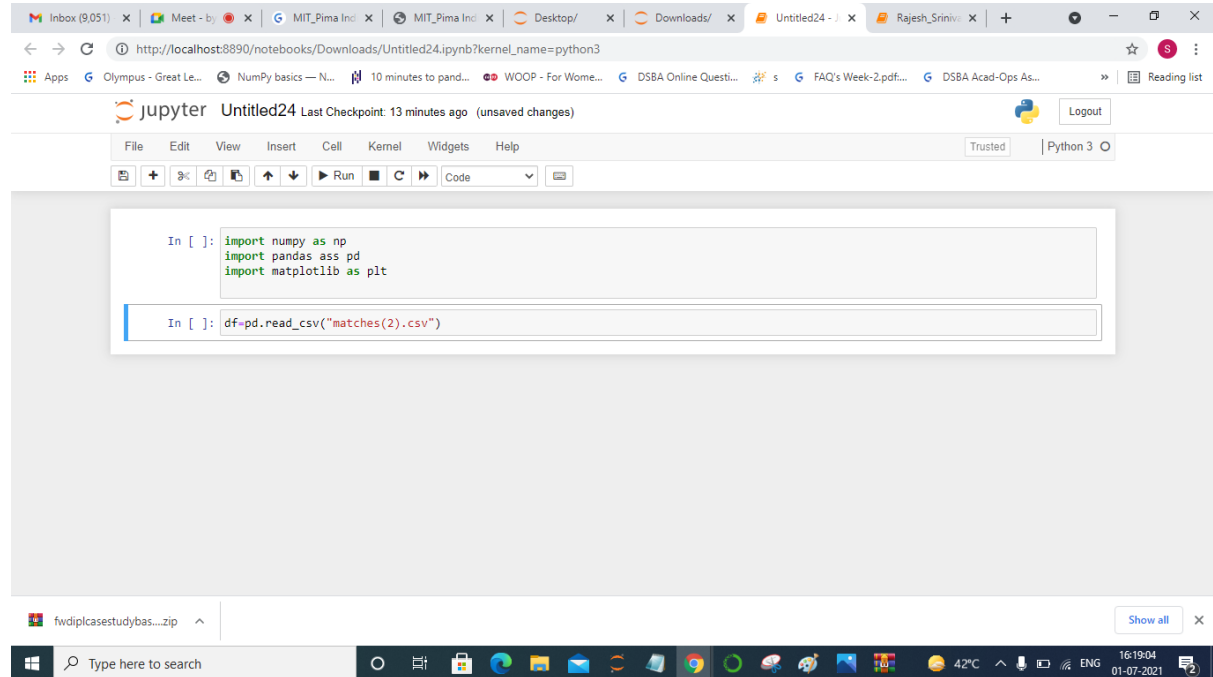 Inbox (9,051)
Meet - by
MIT_Pima Ind
MIT_Pima Ind
Desktop/
Downloads/
Untitled24 - J
Rajesh_Sriniva
http://localhost:8890/notebooks/Downloads/Untitled24.ipynb?kernel_name=python3
S
Apps
Olympus - Great Le...
NumPy basics — N...
10 minutes to pand...
WOOP - For Wome...
DSBA Online Questi...
s
FAQ's Week-2.pdf:...
DSBA Acad-Ops As...
»
Reading list
jupyter Untitled24 Last Checkpoint: 13 minutes ago (unsaved changes)
Logout
File Edit View Insert Cell Kernel Widgets Help
Trusted
Python 3
Run
Code
In [ ]: import numpy as np
import pandas ass pd
import matplotlib as plt
In [ ]: df=pd.read_csv("matches(2).csv")
fwdiplcasestudybas....zip
Show all
Type here to search
42°C
ENG
16:19:04
01-07-2021
2